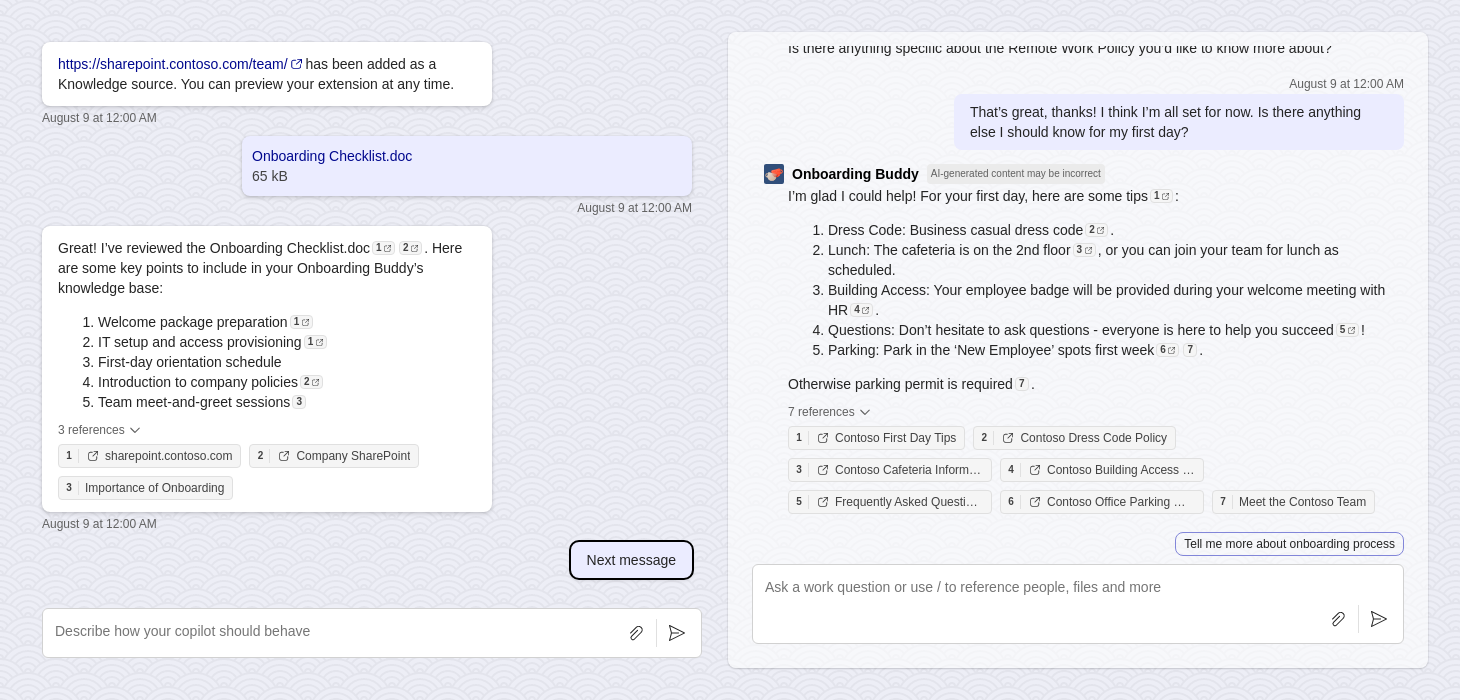 https://sharepoint.contoso.com/team/ has been added as a
Knowledge source. You can preview your extension at any time.
August 9 at 12:00 AM
Onboarding Checklist.doc
65 kB
August 9 at 12:00 AM
Great! I’ve reviewed the Onboarding Checklist.doc 1 2 . Here
are some key points to include in your Onboarding Buddy’s
knowledge base:
1. Welcome package preparation 1
2. IT setup and access provisioning 1
3. First-day orientation schedule
4. Introduction to company policies 2
5. Team meet-and-greet sessions 3
3 references
1 sharepoint.contoso.com 2 Company SharePoint
3 Importance of Onboarding
August 9 at 12:00 AM
Next message
Describe how your copilot should behave
Is there anything specific about the Remote Work Policy you’d like to know more about?
August 9 at 12:00 AM
That’s great, thanks! I think I’m all set for now. Is there anything
else I should know for my first day?
Onboarding Buddy AI-generated content may be incorrect
I’m glad I could help! For your first day, here are some tips 1 :
1. Dress Code: Business casual dress code 2 .
2. Lunch: The cafeteria is on the 2nd floor 3 , or you can join your team for lunch as
scheduled.
3. Building Access: Your employee badge will be provided during your welcome meeting with
HR 4 .
4. Questions: Don’t hesitate to ask questions - everyone is here to help you succeed 5 !
5. Parking: Park in the ‘New Employee’ spots first week 6 7 .
Otherwise parking permit is required 7 .
7 references
1 Contoso First Day Tips 2 Contoso Dress Code Policy
3 Contoso Cafeteria Inform… 4 Contoso Building Access …
5 Frequently Asked Questi… 6 Contoso Office Parking … 7 Meet the Contoso Team
Tell me more about onboarding process
Ask a work question or use / to reference people, files and more